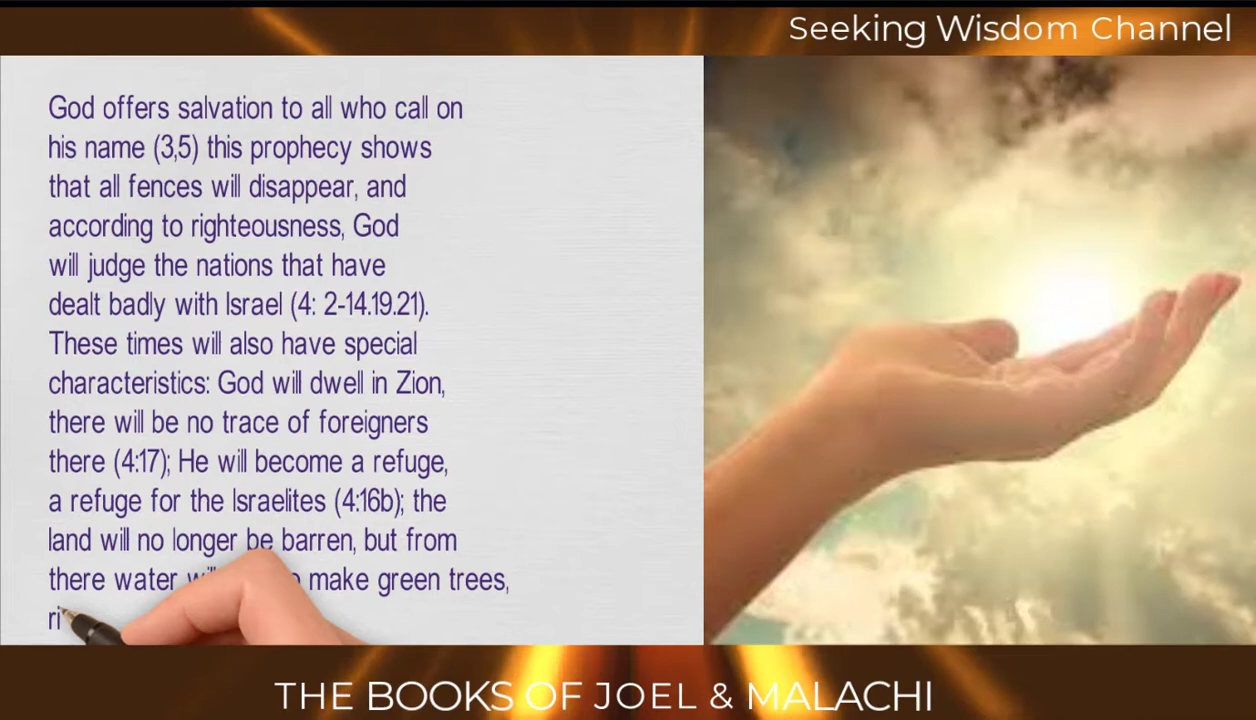 Seeking Wisdom Channel
God offers salvation to all who call on
his name (3,5) this prophecy shows
that all fences will disappear, and
according to righteousness, God
will judge the nations that have
dealt badly with Israel (4: 2-14.19.21).
These times will also have special
characteristics: God will dwell in Zion,
there will be no trace of foreigners
there (4:17); He will become a refuge,
a refuge for the Israelites (4:16b); the
land will no longer be barren, but from
there water make green trees,
ri
THE BOOKS OF JOEL & MALACHI